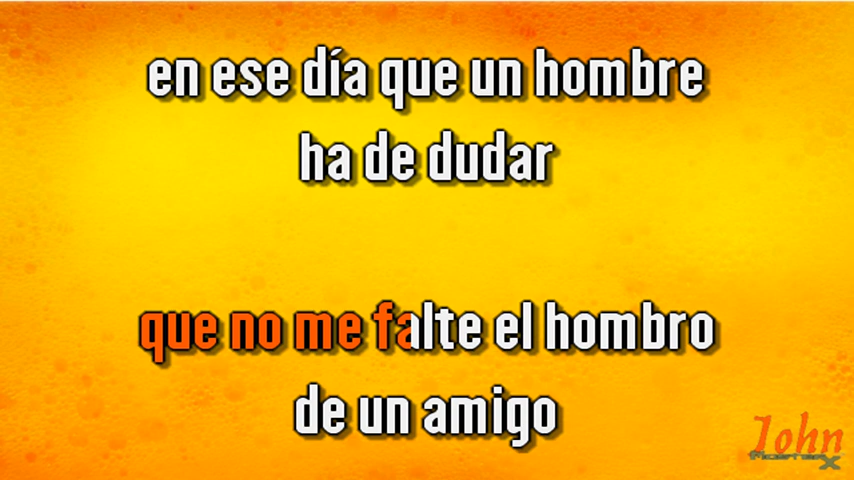 en ese día que un hombre
ha de dudar
que no me falte el hombro
de un amigo
John